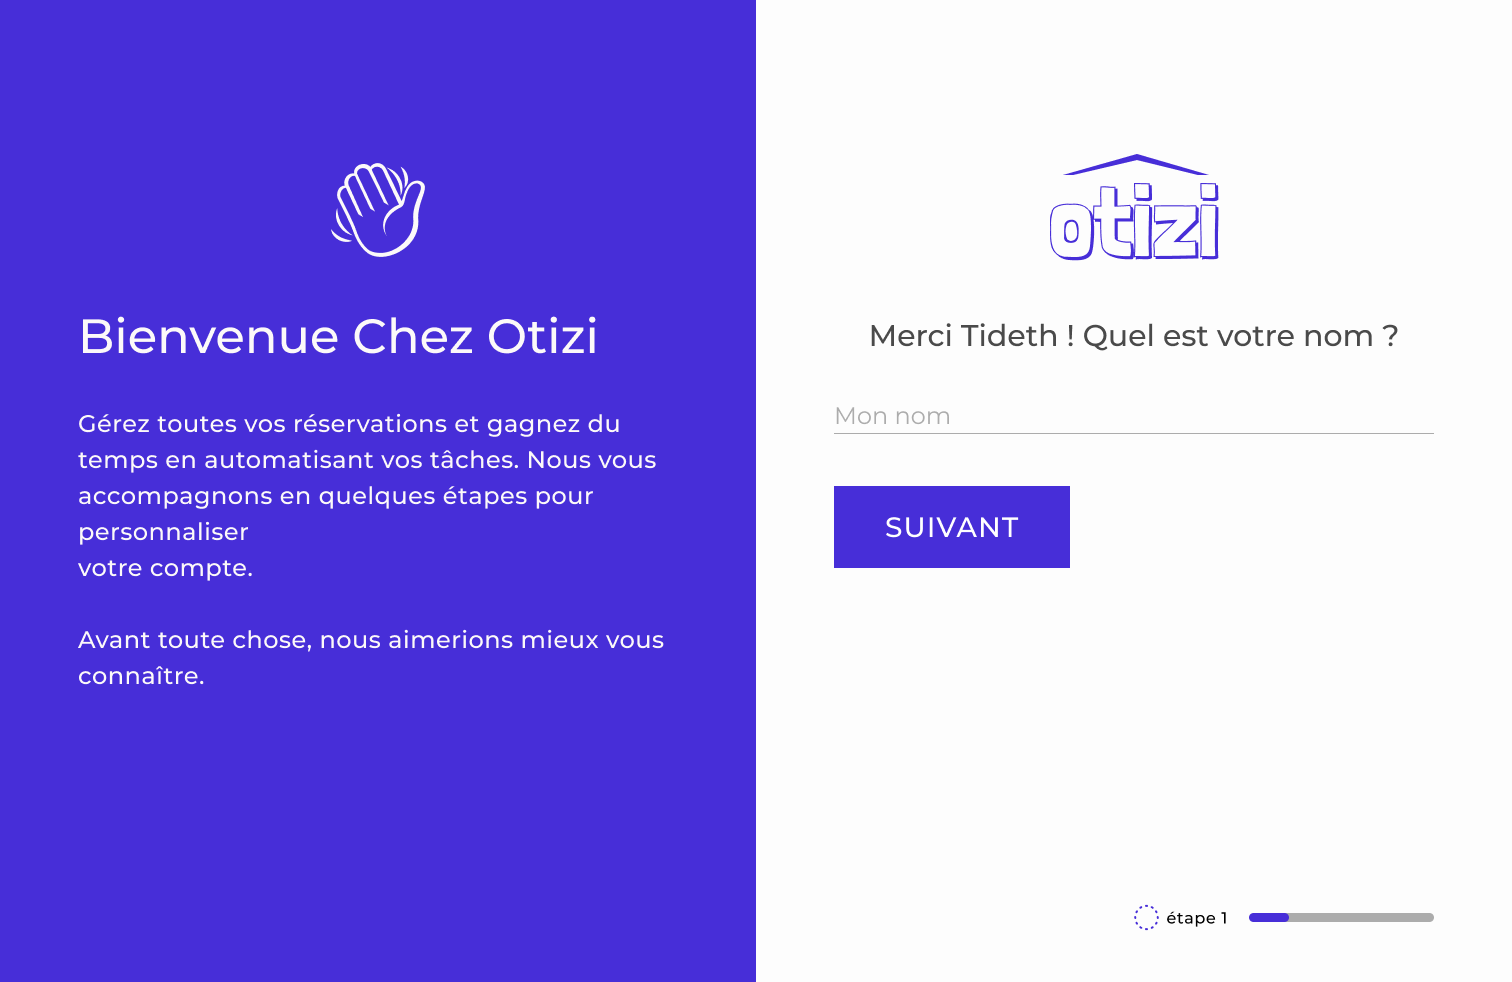 Bienvenue Chez Otizi
Gérez toutes vos réservations et gagnez du
temps en automatisant vos tâches. Nous vous
accompagnons en quelques étapes pour
personnaliser
votre compte.
Avant toute chose, nous aimerions mieux vous
connaître.
otizi
Merci Tideth ! Quel est votre nom ?
Mon nom
SUIVANT
étape 1